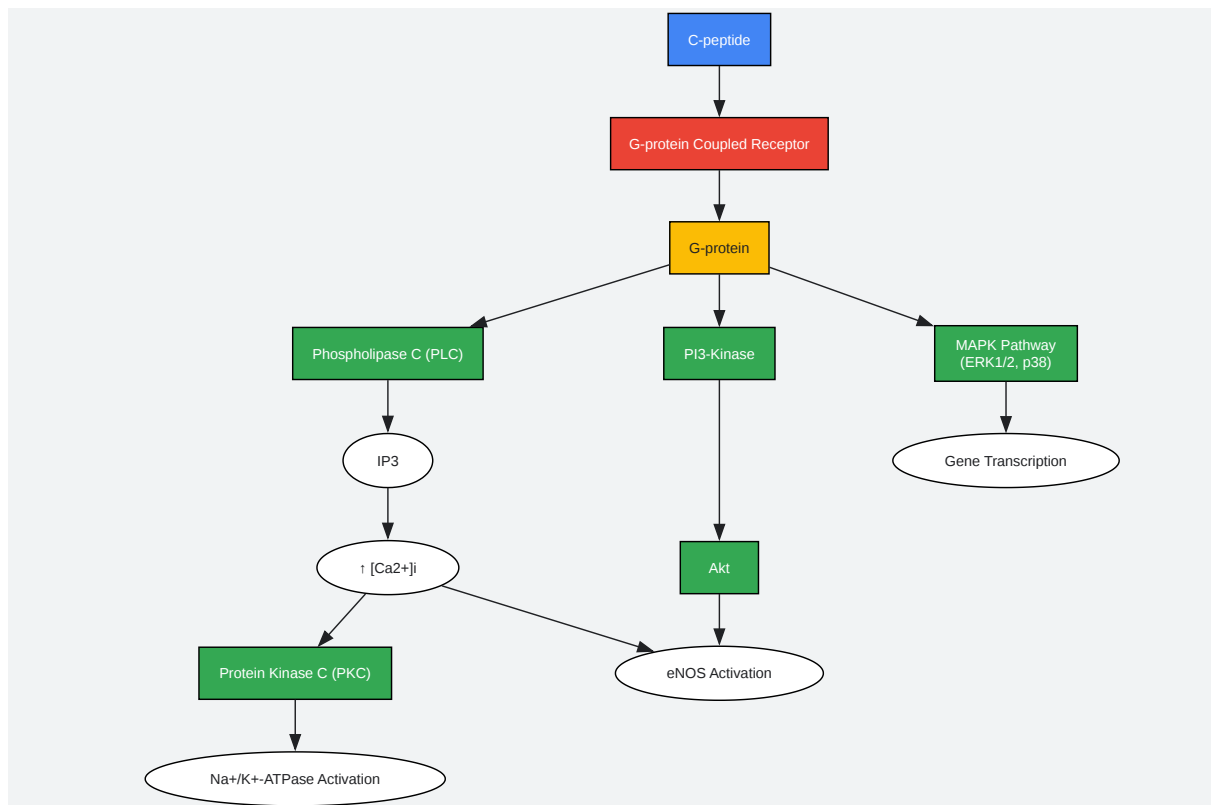 C-peptide
G-protein Coupled Receptor
G-protein
Phospholipase C (PLC)
PI3-Kinase
MAPK Pathway
(ERK1/2, p38)
IP3
Gene Transcription
↑ [Ca2+]i
Akt
Protein Kinase C (PKC)
eNOS Activation
Na+/K+-ATPase Activation